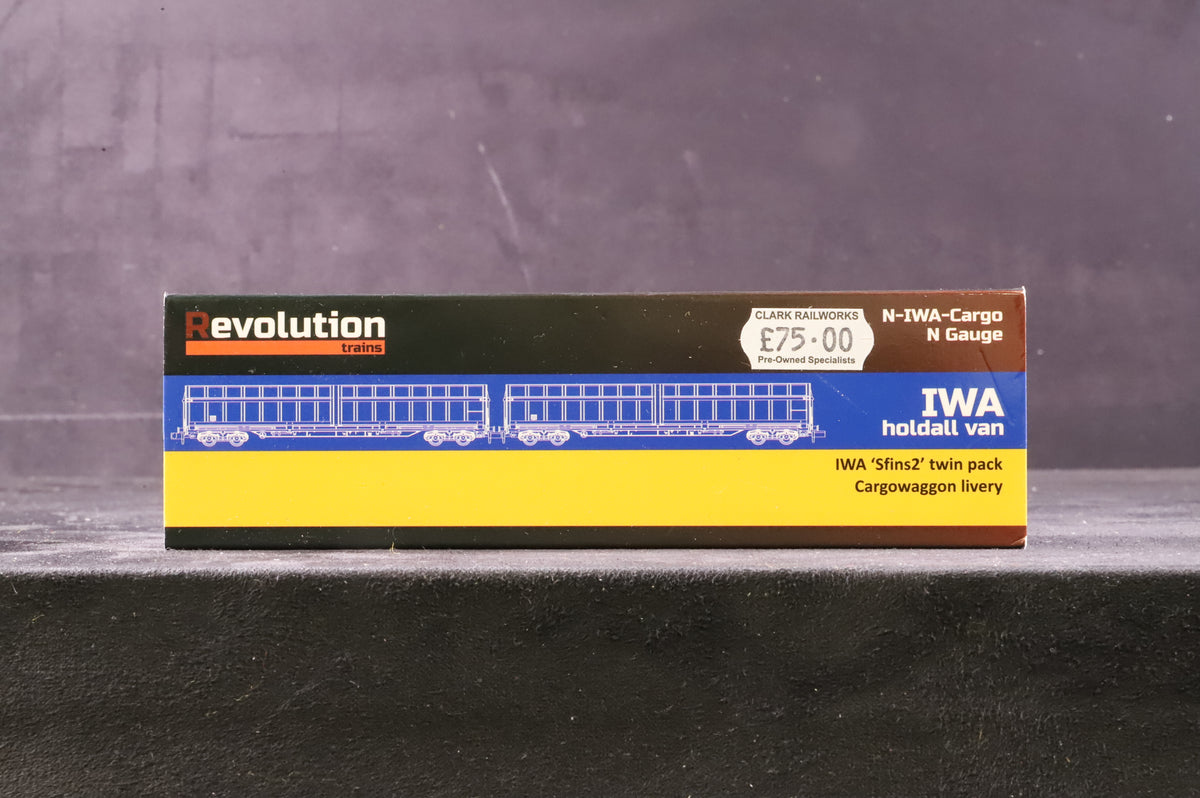 Revolution
trains
CLARK RAILWORKS
£75.00
Pre-Owned Specialists
N-IWA-Cargo
N Gauge
IWA
holdall van
IWA ‘Sfins2’ twin pack
Cargowaggon livery